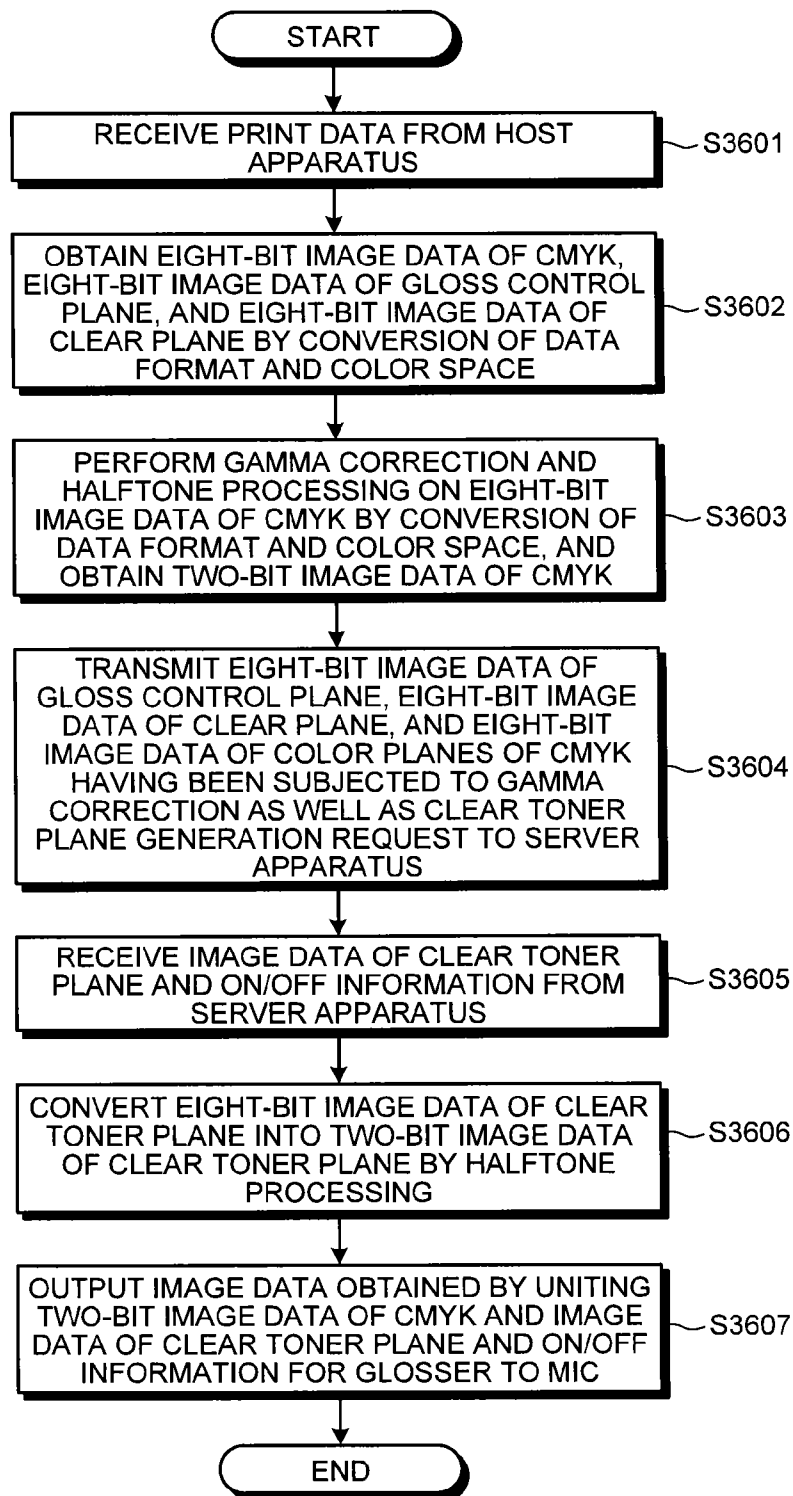 START
RECEIVE PRINT DATA FROM HOST
APPARATUS
S3601
OBTAIN EIGHT-BIT IMAGE DATA OF CMYK,
EIGHT-BIT IMAGE DATA OF GLOSS CONTROL
PLANE, AND EIGHT-BIT IMAGE DATA OF
CLEAR PLANE BY CONVERSION OF DATA
FORMAT AND COLOR SPACE
S3602
PERFORM GAMMA CORRECTION AND
HALFTONE PROCESSING ON EIGHT-BIT
IMAGE DATA OF CMYK BY CONVERSION OF
DATA FORMAT AND COLOR SPACE, AND
OBTAIN TWO-BIT IMAGE DATA OF CMYK
S3603
TRANSMIT EIGHT-BIT IMAGE DATA OF
GLOSS CONTROL PLANE, EIGHT-BIT IMAGE
DATA OF CLEAR PLANE, AND EIGHT-BIT
IMAGE DATA OF COLOR PLANES OF CMYK
HAVING BEEN SUBJECTED TO GAMMA
CORRECTION AS WELL AS CLEAR TONER
PLANE GENERATION REQUEST TO SERVER
APPARATUS
S3604
RECEIVE IMAGE DATA OF CLEAR TONER
PLANE AND ON/OFF INFORMATION FROM
SERVER APPARATUS
S3605
CONVERT EIGHT-BIT IMAGE DATA OF CLEAR
TONER PLANE INTO TWO-BIT IMAGE DATA
OF CLEAR TONER PLANE BY HALFTONE
PROCESSING
S3606
OUTPUT IMAGE DATA OBTAINED BY UNITING
TWO-BIT IMAGE DATA OF CMYK AND IMAGE
DATA OF CLEAR TONER PLANE AND ON/OFF
INFORMATION FOR GLOSSER TO MIC
S3607
END